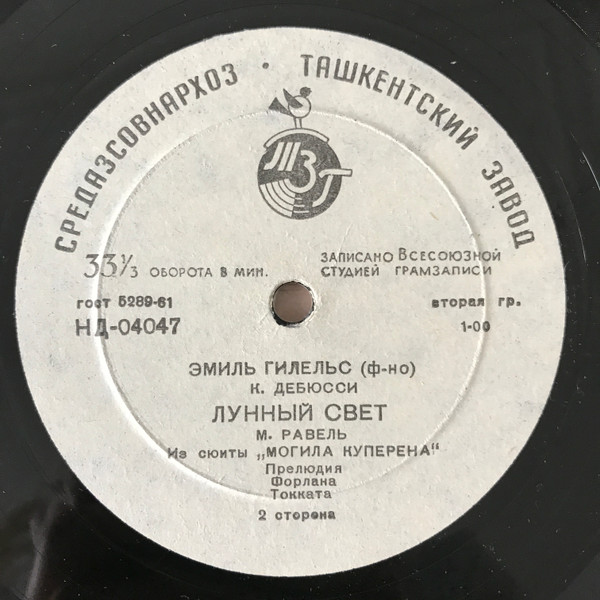 СРЕДАЗСОВНАРХОЗ · ТАШКЕНТСКИЙ ЗАВОД
ТЗГ
33⅓ ОБОРОТА В МИН.
ЗАПИСАНО ВСЕСОЮЗНОЙ
СТУДИЕЙ ГРАМЗАПИСИ
ГОСТ 5289-61
НД-04047
вторая гр.
1-00
ЭМИЛЬ ГИЛЕЛЬС (ф-но)
К. ДЕБЮССИ
ЛУННЫЙ СВЕТ
М. РАВЕЛЬ
Из сюиты „МОГИЛА КУПЕРЕНА"
Прелюдия
Форлана
Токката
2 сторона